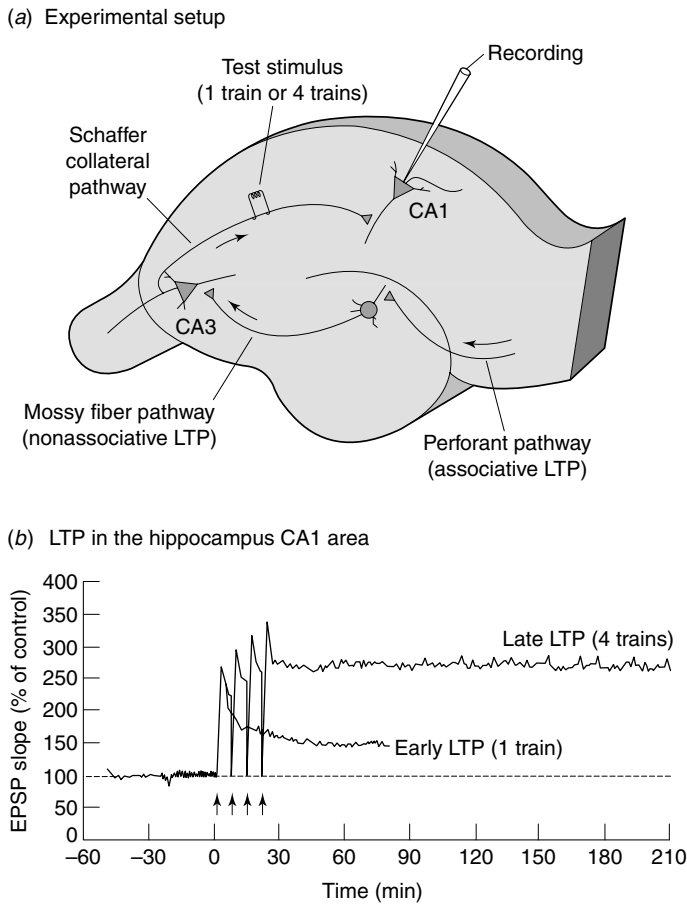 (a) Experimental setup
Recording
Test stimulus
(1 train or 4 trains)
Schaffer
collateral
pathway
CA1
CA3
Mossy fiber pathway
(nonassociative LTP)
Perforant pathway
(associative LTP)
(b) LTP in the hippocampus CA1 area
EPSP slope (% of control)
400
350
300
250
200
150
100
50
0
Late LTP (4 trains)
Early LTP (1 train)
–60 –30 0 30 60 90 120 150 180 210
Time (min)